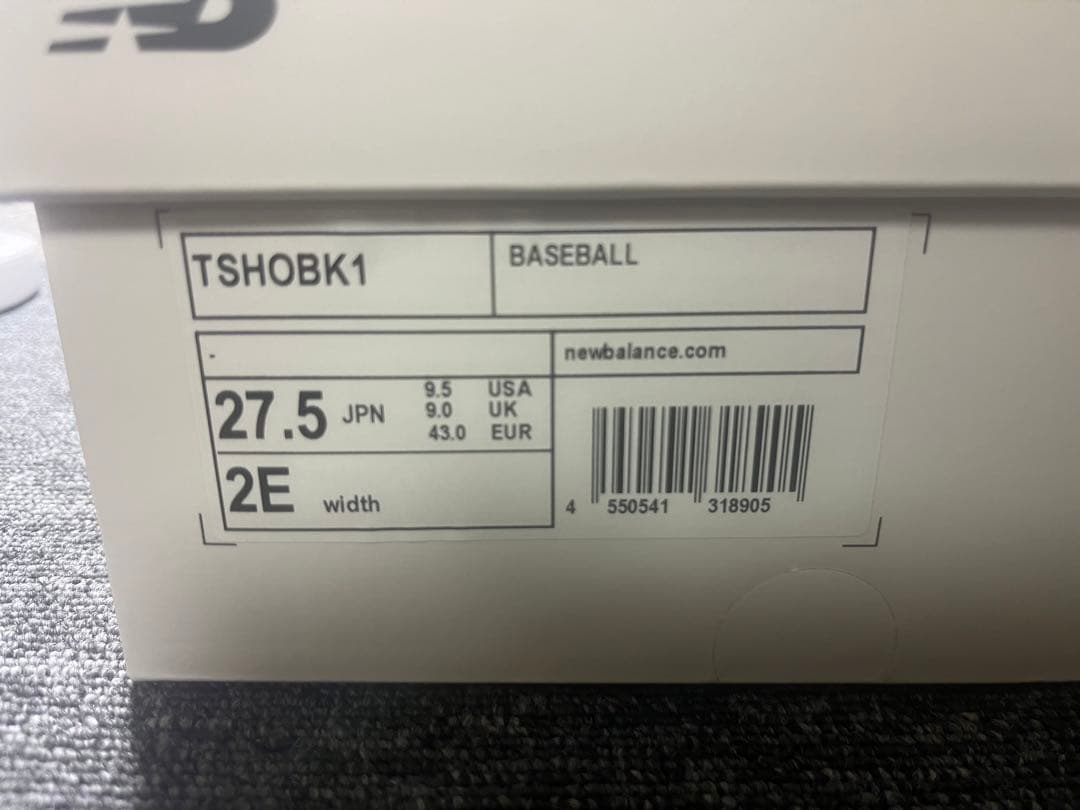 TSHOBK1
BASEBALL
-
newbalance.com
27.5 JPN
9.5 USA
9.0 UK
43.0 EUR
2E width
4 550541 318905